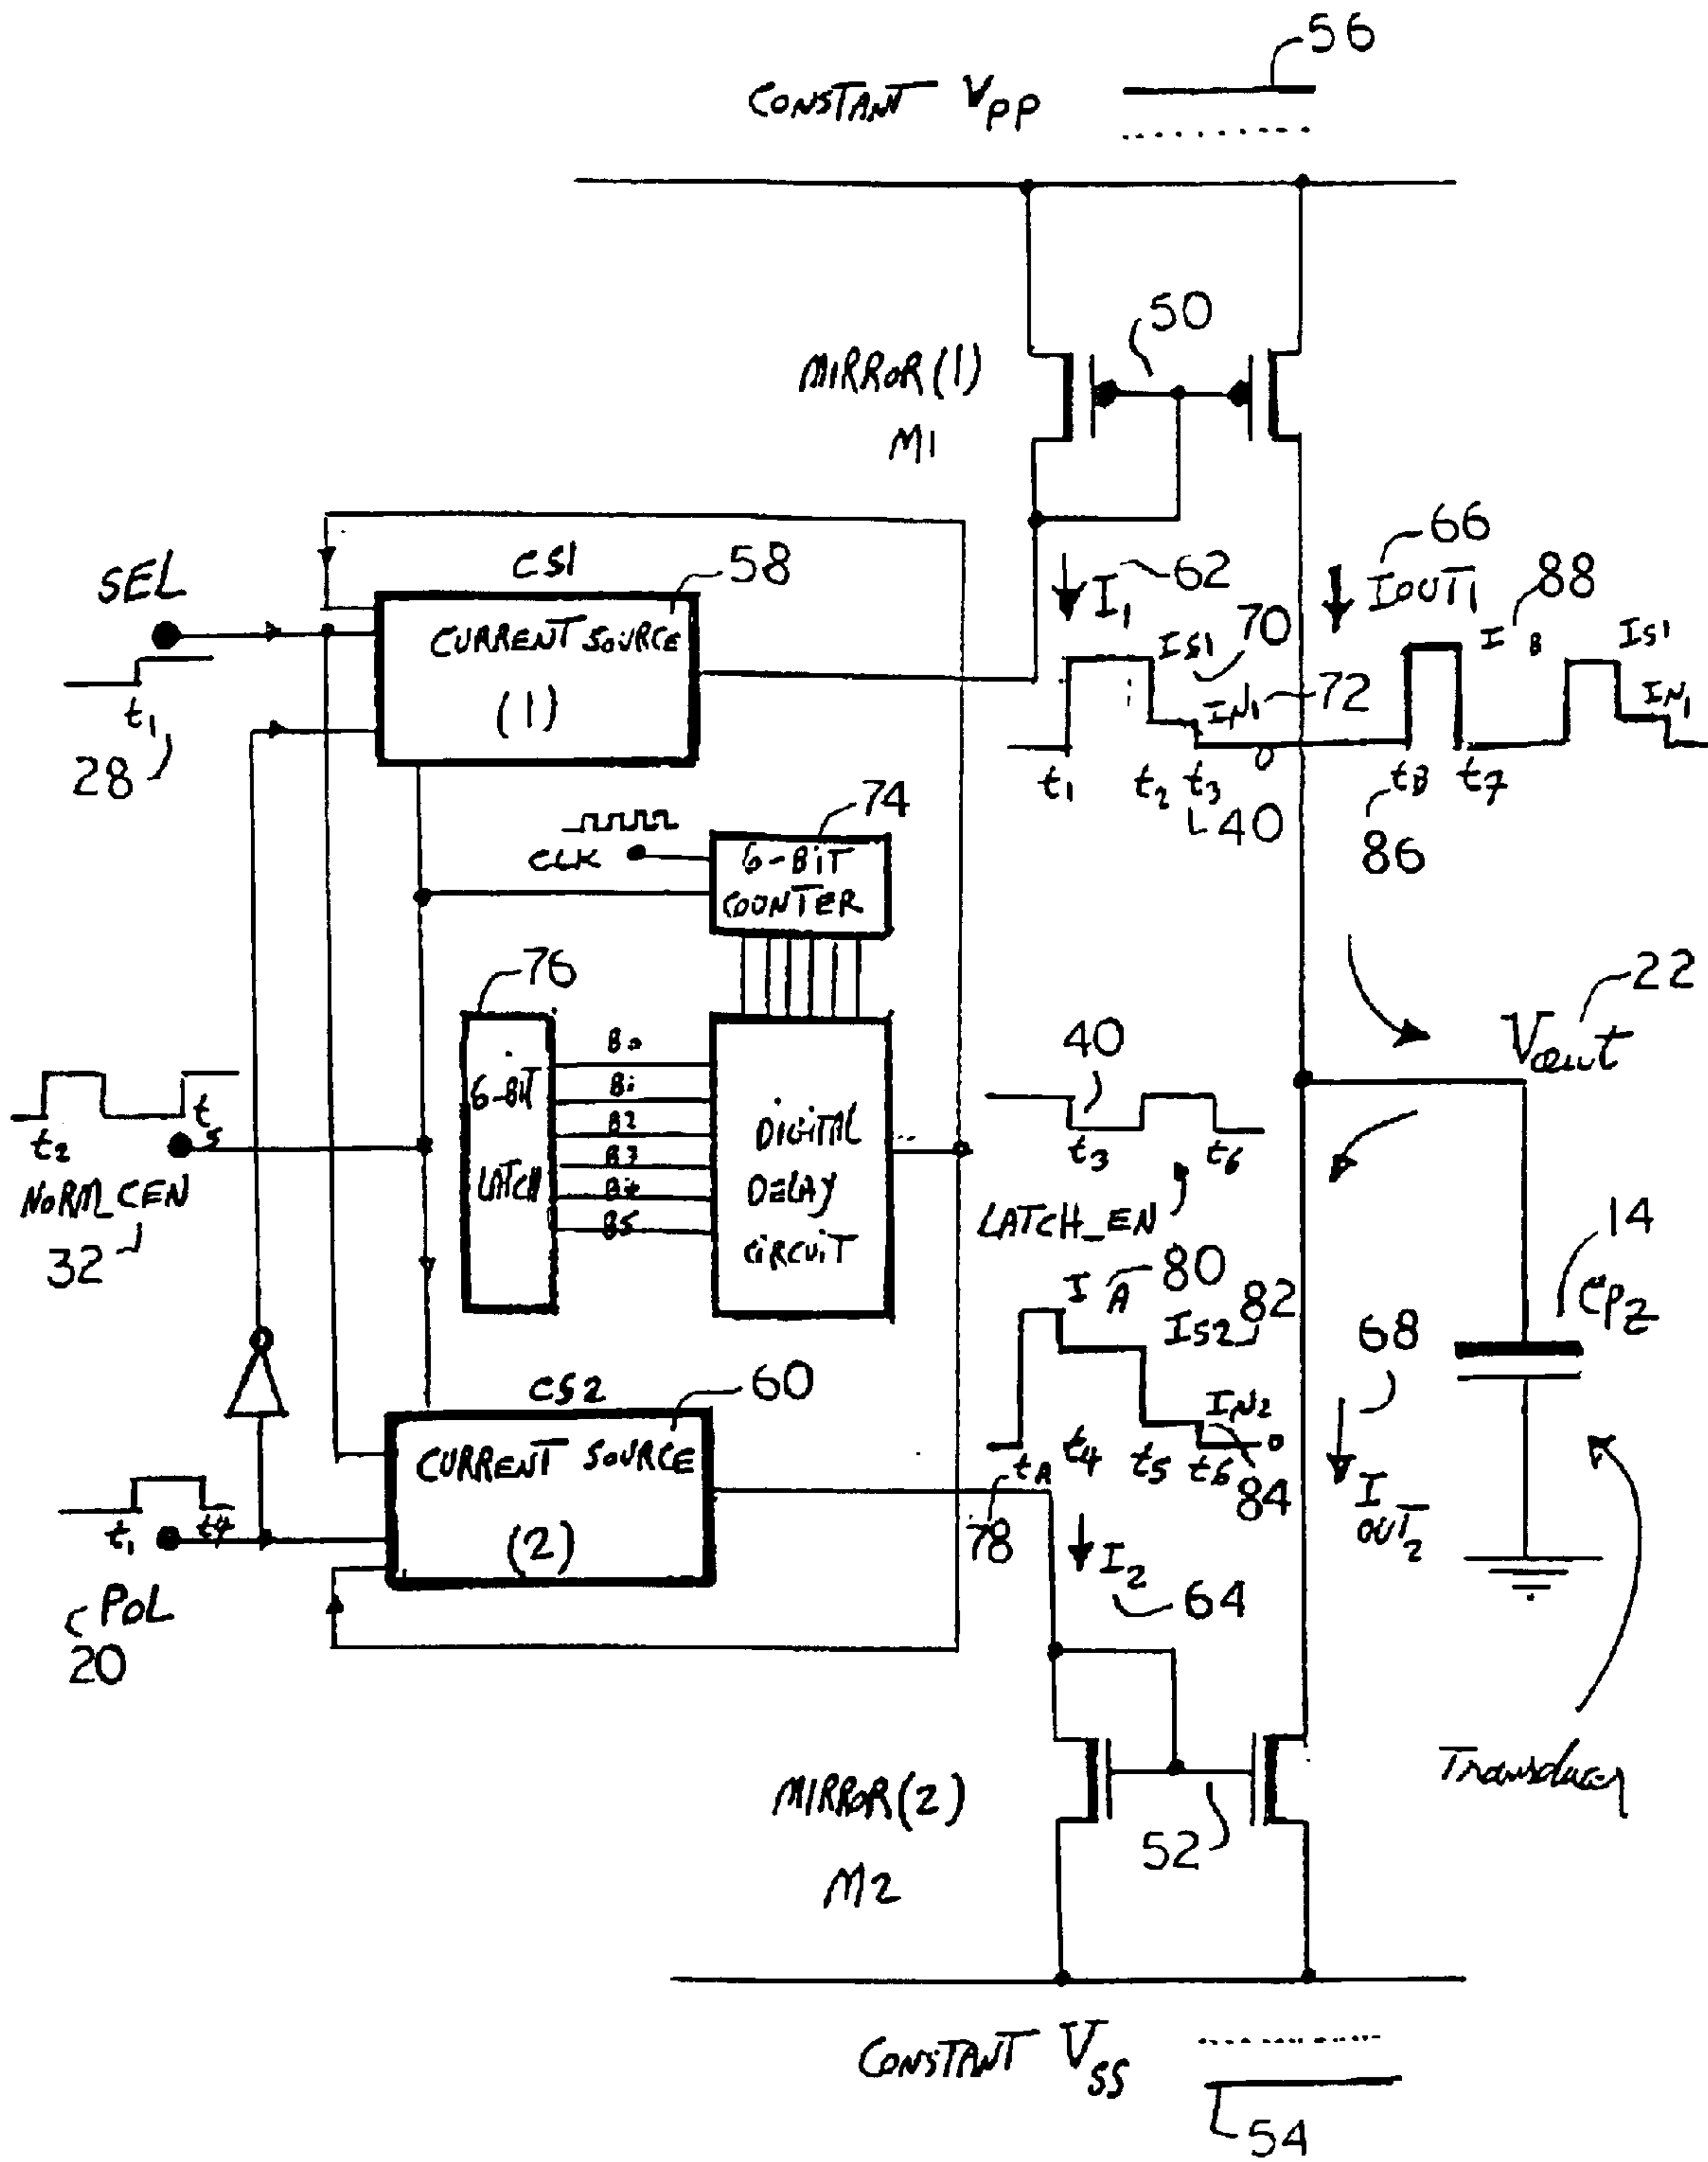 56
CONSTANT VPP
50
MIRROR(1)
M1
66
IOUT1
88
IB
IS1
62
I1
70
IS1
IN1
72
IN1
0
t1
t2
t3
40
t8
t7
86
SEL
t1
28
CS1
58
CURRENT SOURCE
(1)
74
CLK
6-BIT
COUNTER
76
6-BIT
LATCH
B0
B1
B2
B3
B4
B5
DIGITAL
DELAY
CIRCUIT
22
Vout
40
t3
t6
LATCH_EN
t2
t5
NORM_CEN
32
14
CPZ
80
IA
82
IS2
IN2
0
tA
t4
t5
t6
84
78
68
I
OUT2
CS2
60
CURRENT SOURCE
(2)
t1
t4
POL
20
I2
64
Transducer
MIRROR(2)
52
M2
CONSTANT VSS
54